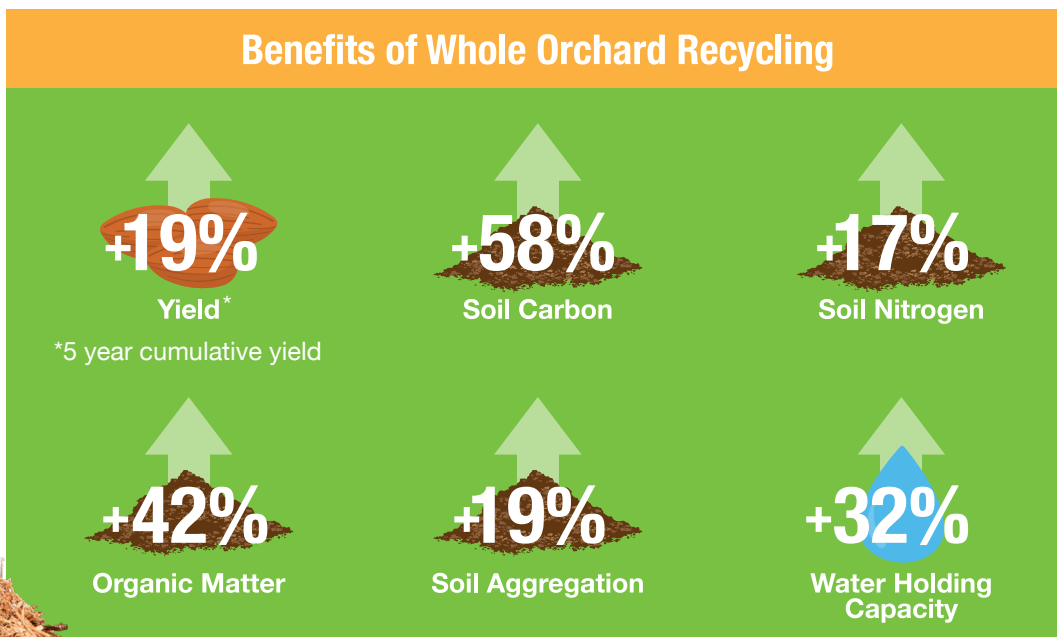 Benefits of Whole Orchard Recycling
+19%
Yield*
*5 year cumulative yield
+58%
Soil Carbon
+17%
Soil Nitrogen
+42%
Organic Matter
+19%
Soil Aggregation
+32%
Water Holding
Capacity